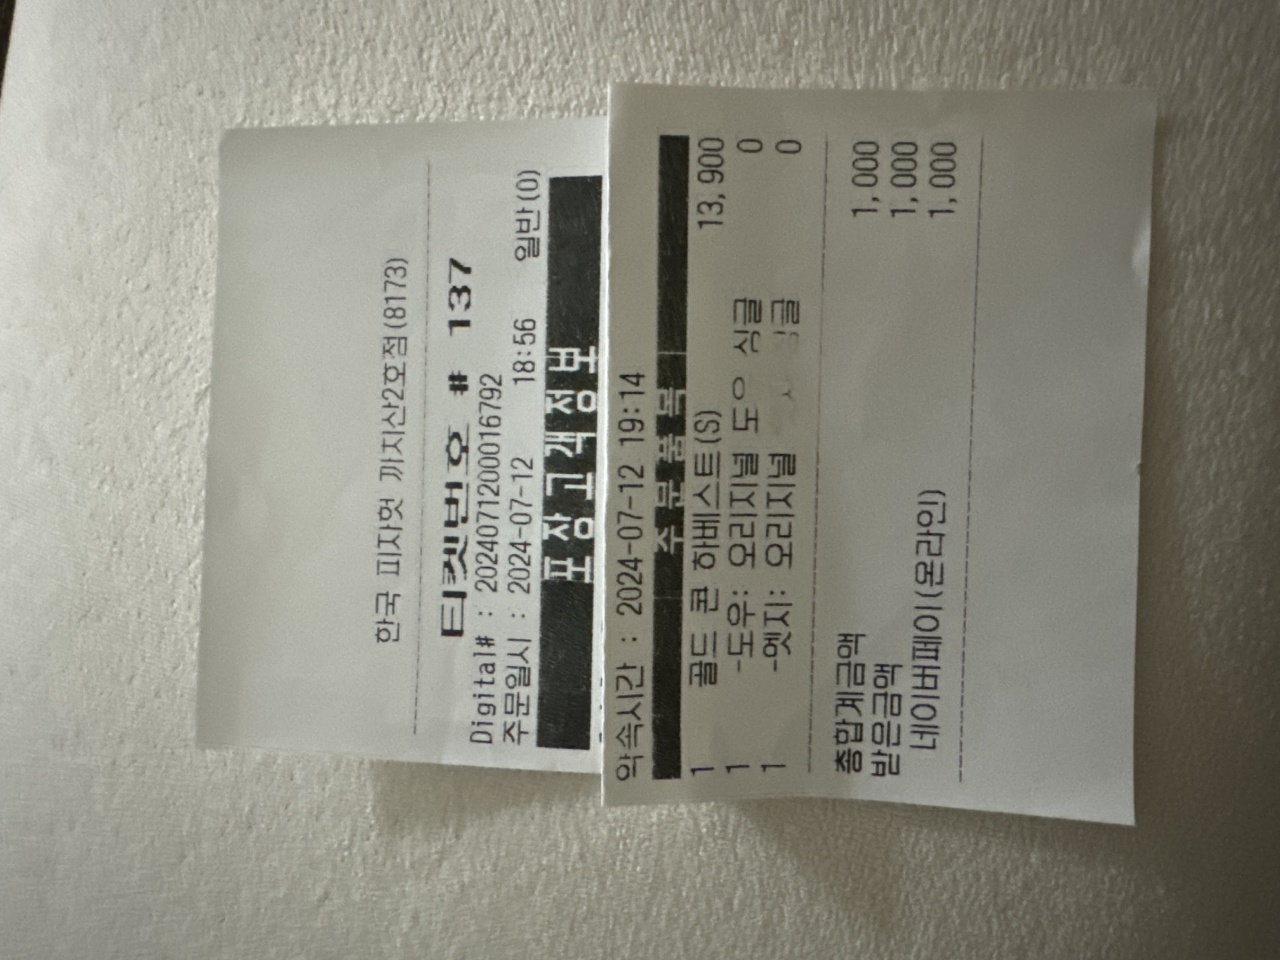 한국 피자헛 까치산2호점(8173)
티켓번호 # 137
Digital# : 2024071200016792
주문일시 : 2024-07-12 18:56 일반(0)
포장고객정보
약속시간 : 2024-07-12 19:14
주문품목
1 골드 콘 하베스트(S) 13,900
1 -도우: 오리지널 도우 싱글 0
1 -엣지: 오리지널 싱글 0
총합계금액 1,000
받은금액 1,000
네이버페이(온라인) 1,000